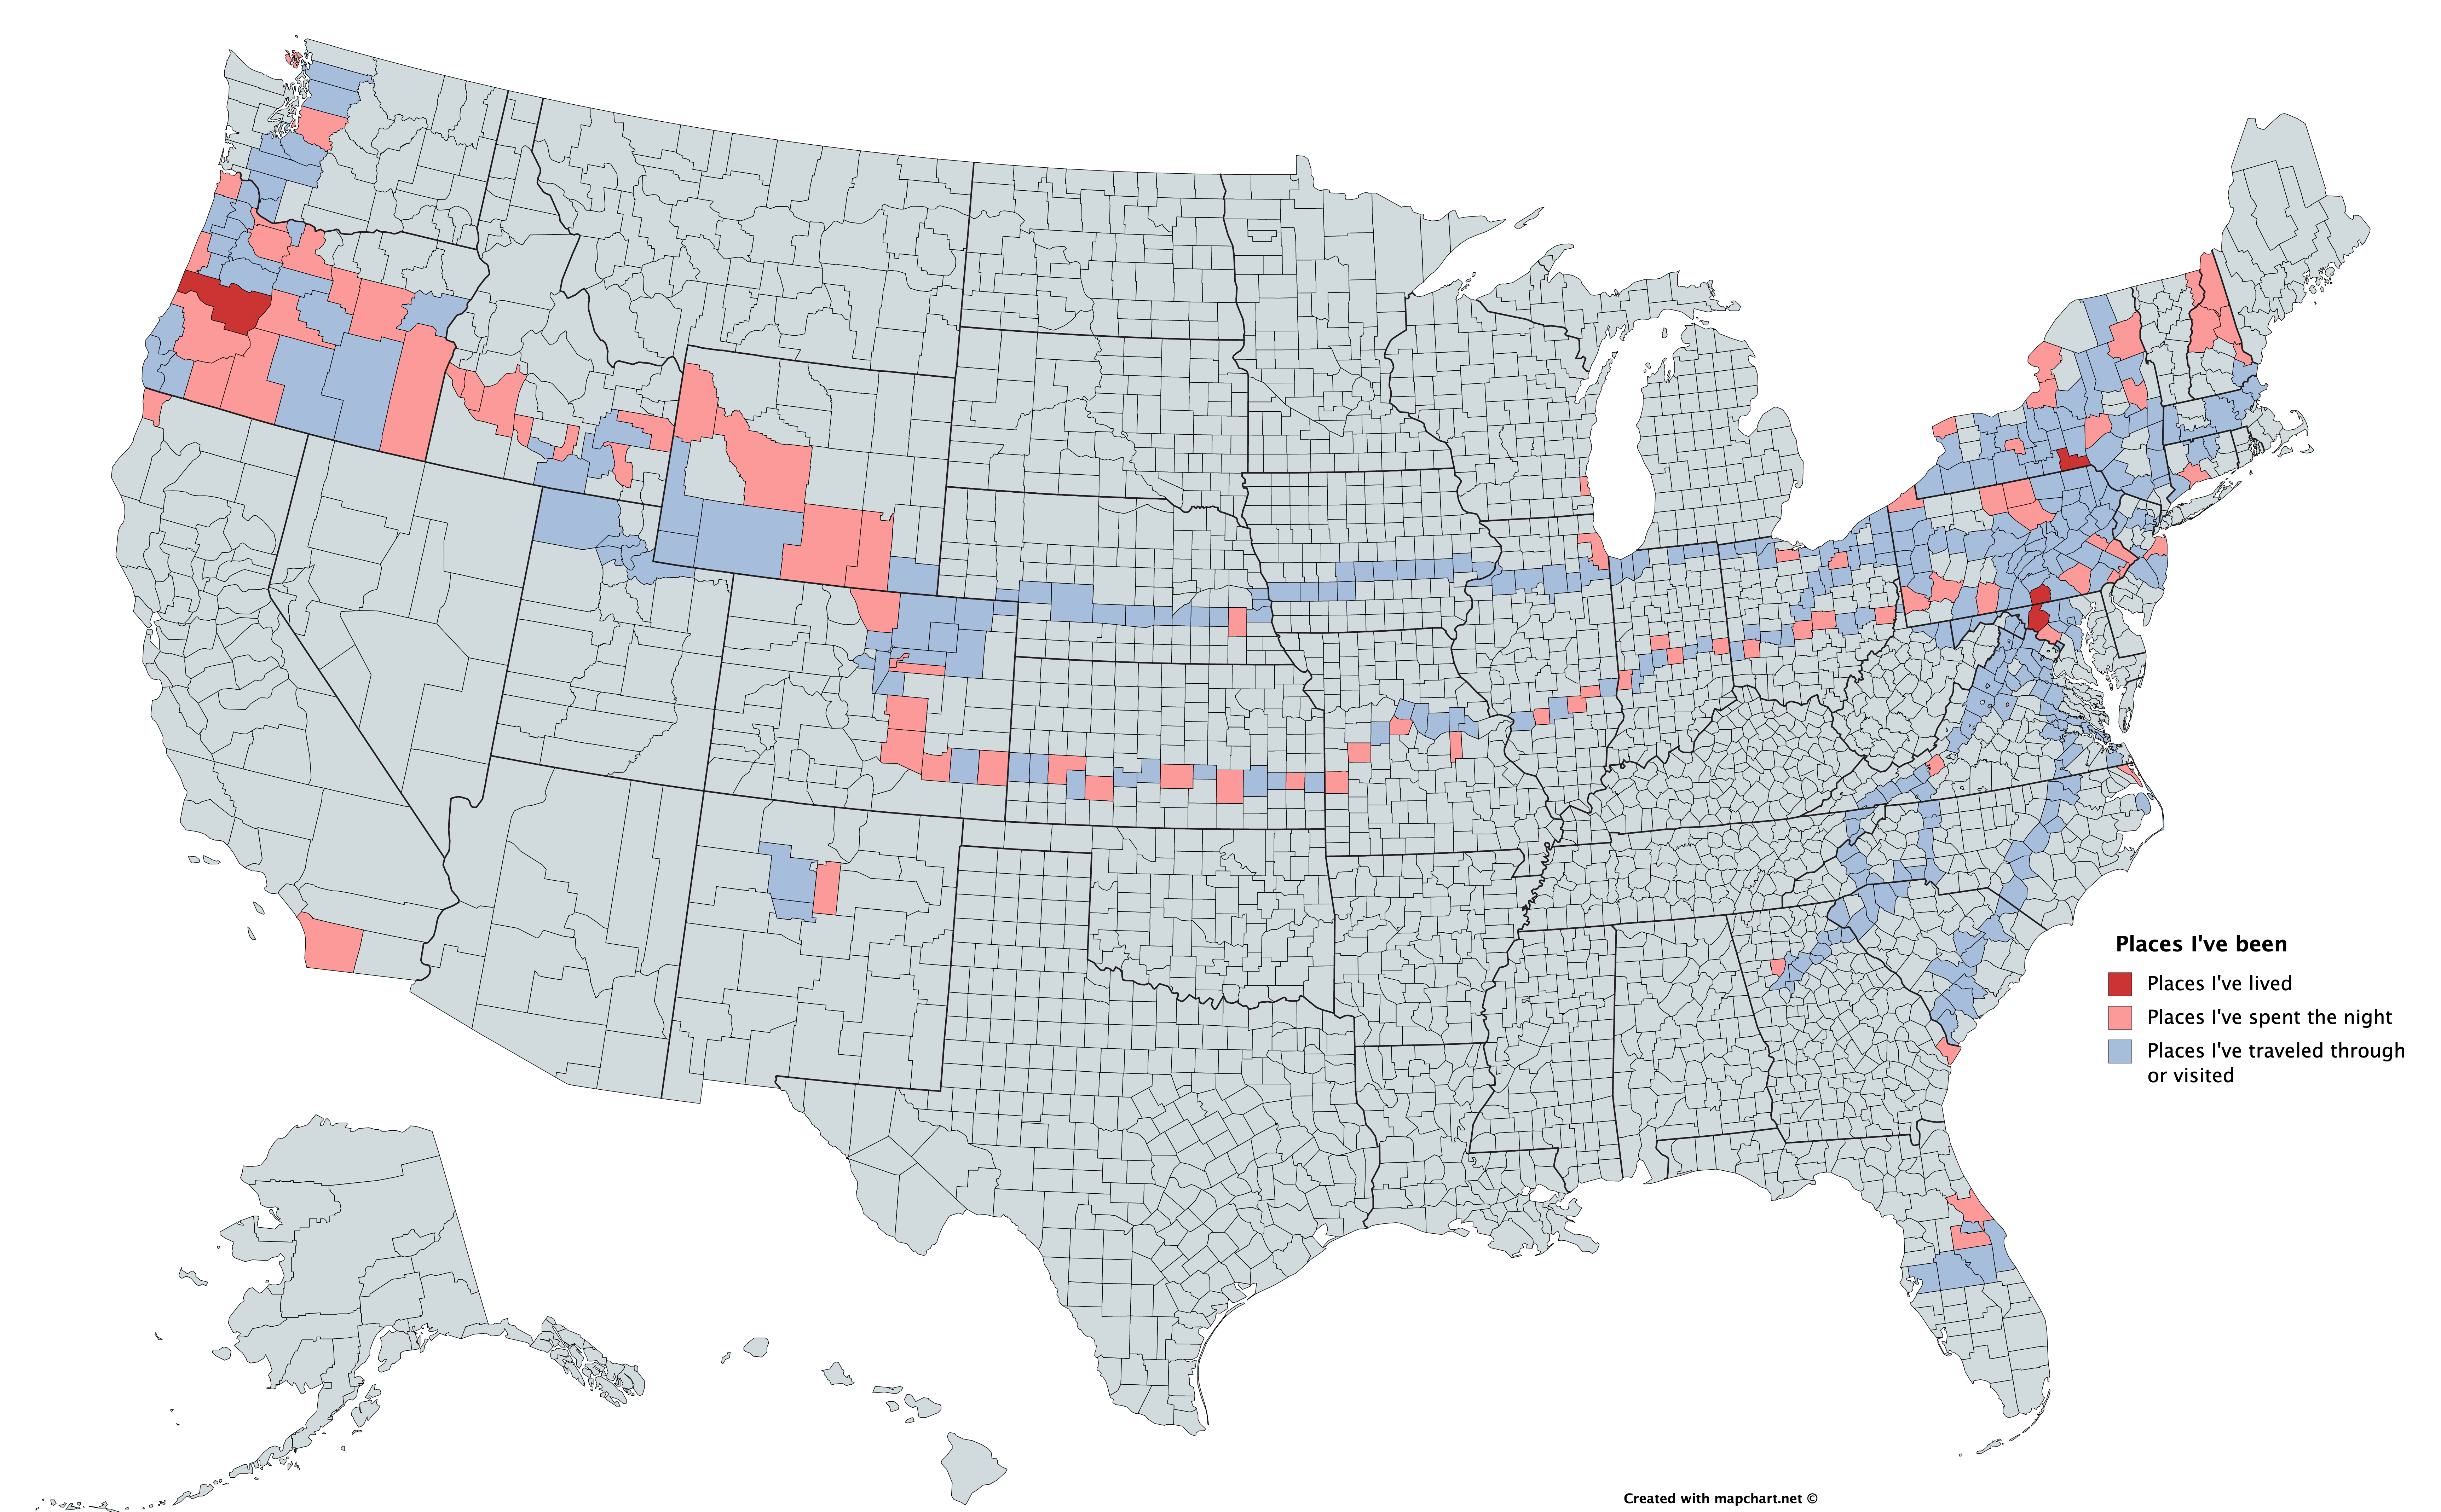 Places I've been
Places I've lived
Places I've spent the night
Places I've traveled through
or visited
Created with mapchart.net ©